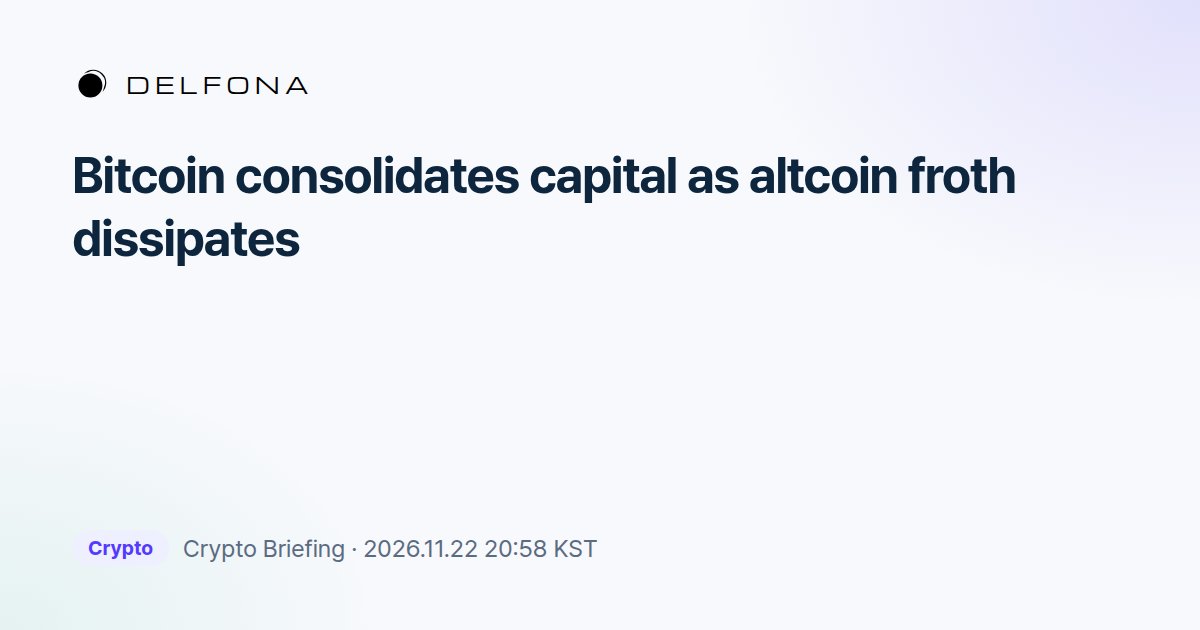 DELFONA
Bitcoin consolidates capital as altcoin froth
dissipates
Crypto Crypto Briefing · 2026.11.22 20:58 KST